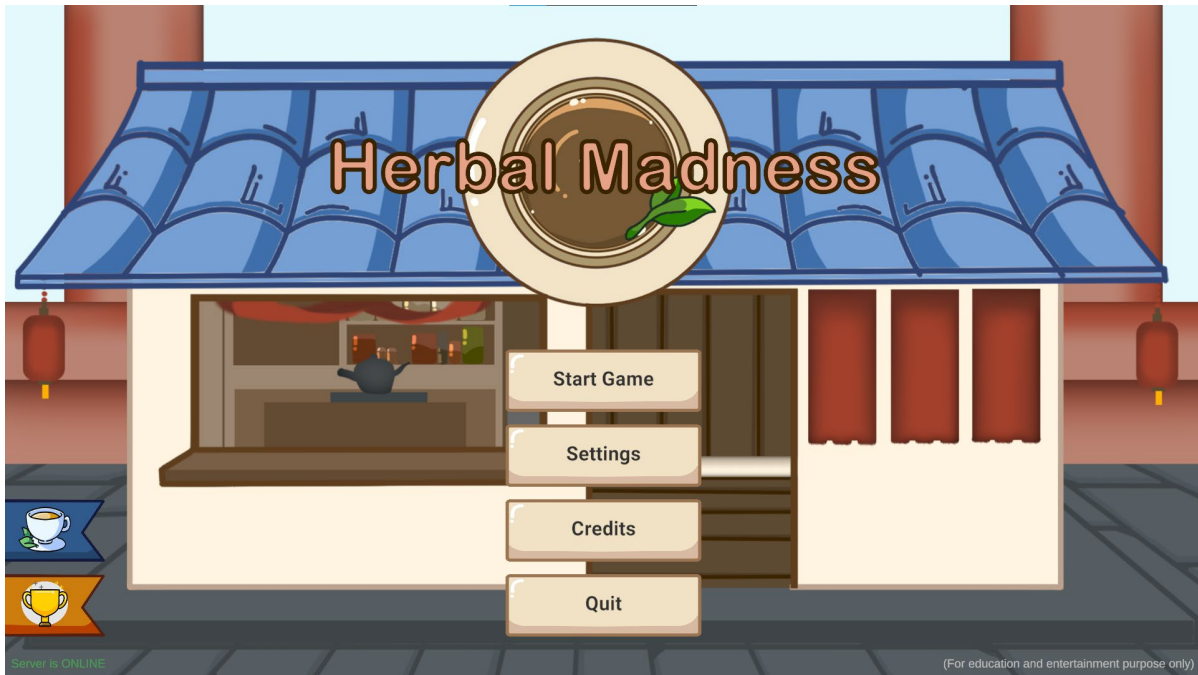 Herbal Madness
Start Game
Settings
Credits
Quit
Server is ONLINE
(For education and entertainment purpose only)